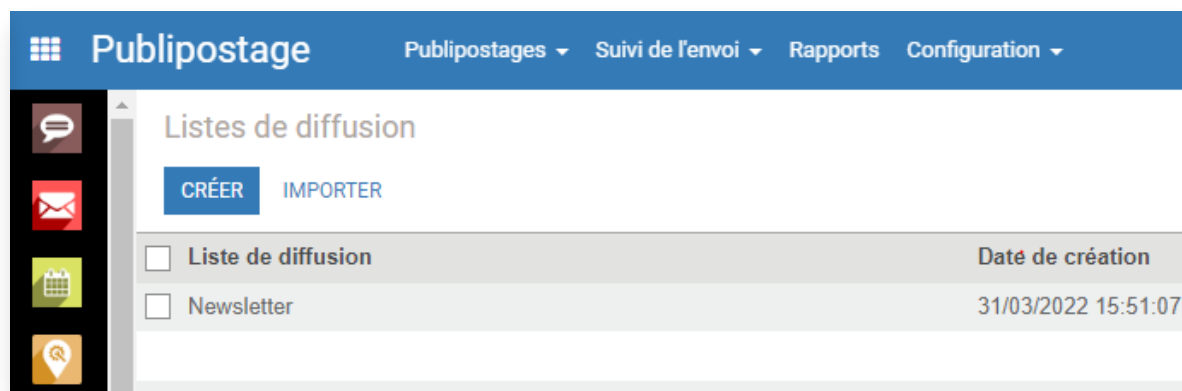 Publipostage Publipostages Suivi de l'envoi Rapports Configuration
Listes de diffusion
CRÉER IMPORTER
Liste de diffusion Date de création
Newsletter 31/03/2022 15:51:07